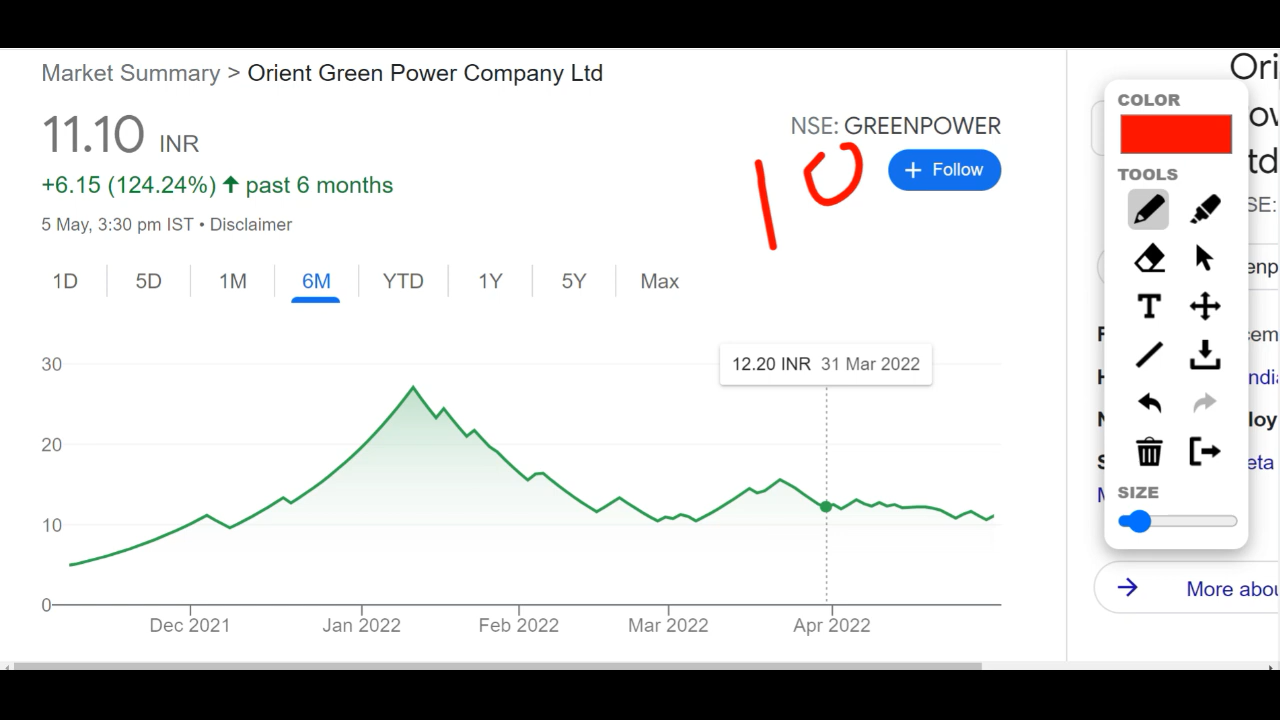 Market Summary > Orient Green Power Company Ltd
11.10 INR
NSE: GREENPOWER
+6.15 (124.24%) ↑ past 6 months
10
+ Follow
5 May, 3:30 pm IST • Disclaimer
1D 5D 1M 6M YTD 1Y 5Y Max
12.20 INR 31 Mar 2022
30
20
10
0
Dec 2021 Jan 2022 Feb 2022 Mar 2022 Apr 2022
Ori
td
SE:
COLOR
TOOLS
T
SIZE
More abou